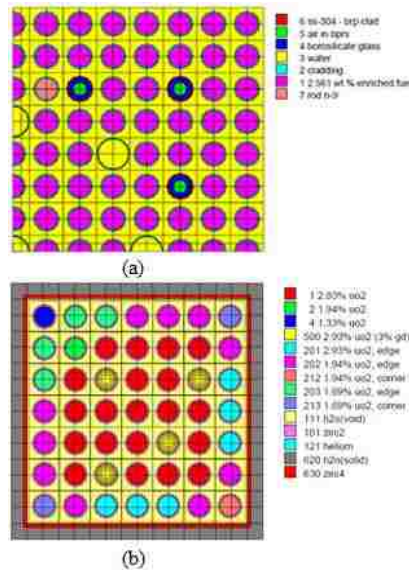 6 ss-304 - brp clad
5 air in bprs
4 borosilicate glass
3 water
2 cladding
1 2.561 wt % enriched fuel
7 rod n-9
(a)
1 2.93% uo2
2 1.94% uo2
4 1.33% uo2
500 2.93% uo2 (3% gd)
201 2.93% uo2, edge
202 1.94% uo2, edge
212 1.94% uo2, corner
203 1.69% uo2, edge
213 1.69% uo2, corner
111 h2o(void)
101 zirc2
121 helium
620 h2o(solid)
630 zirc4
(b)